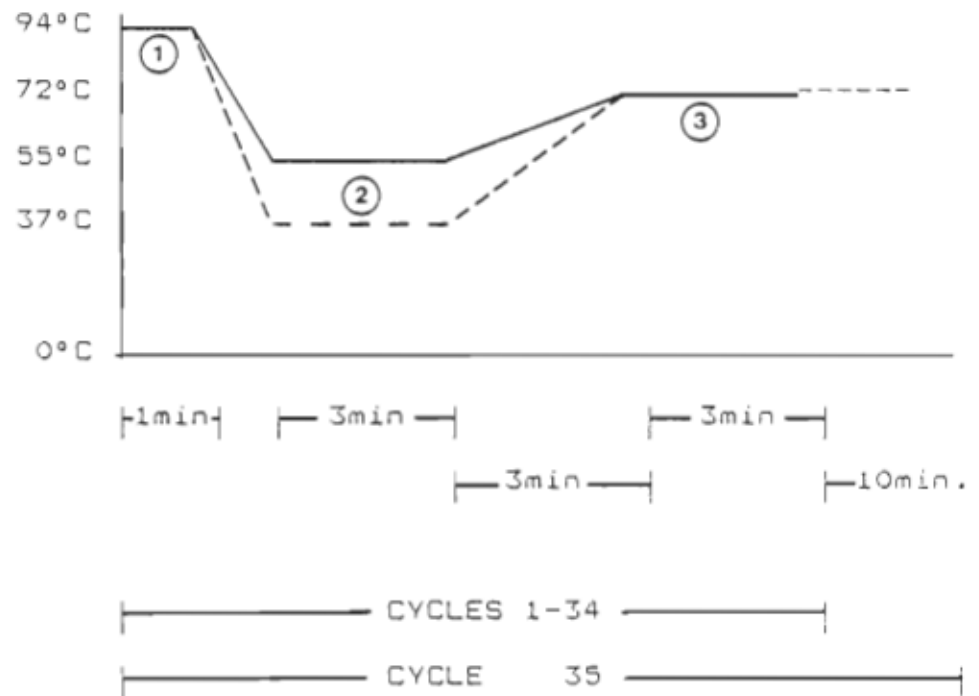 94°C
①
72°C
③
55°C
②
37°C
0°C
1min 3min 3min
3min 10min.
CYCLES 1-34
CYCLE 35